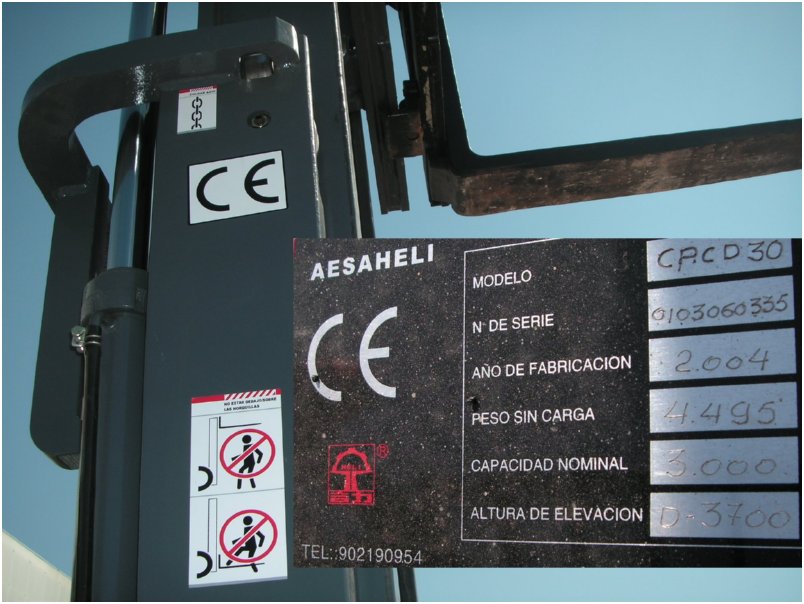 CE
NO ESTAR DEBAJO/SOBRE
LAS HORQUILLAS
AESAHELI
CE
MODELO CPCD30
N DE SERIE 0103060335
AÑO DE FABRICACION 2.004
PESO SIN CARGA 4.495
CAPACIDAD NOMINAL 3.000
ALTURA DE ELEVACION D-3700
HELI
®
TEL::902190954